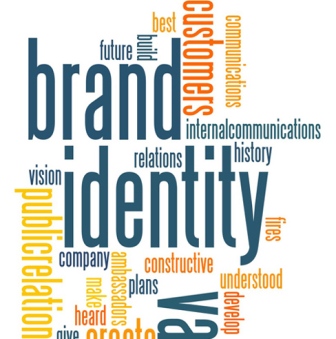 best
customers
communications
future
build
brand
internalcommunications
relations
history
vision
identity
publicrelation
fires
company
ambassadors
constructive
make
plans
understood
develop
heard
va
give
create